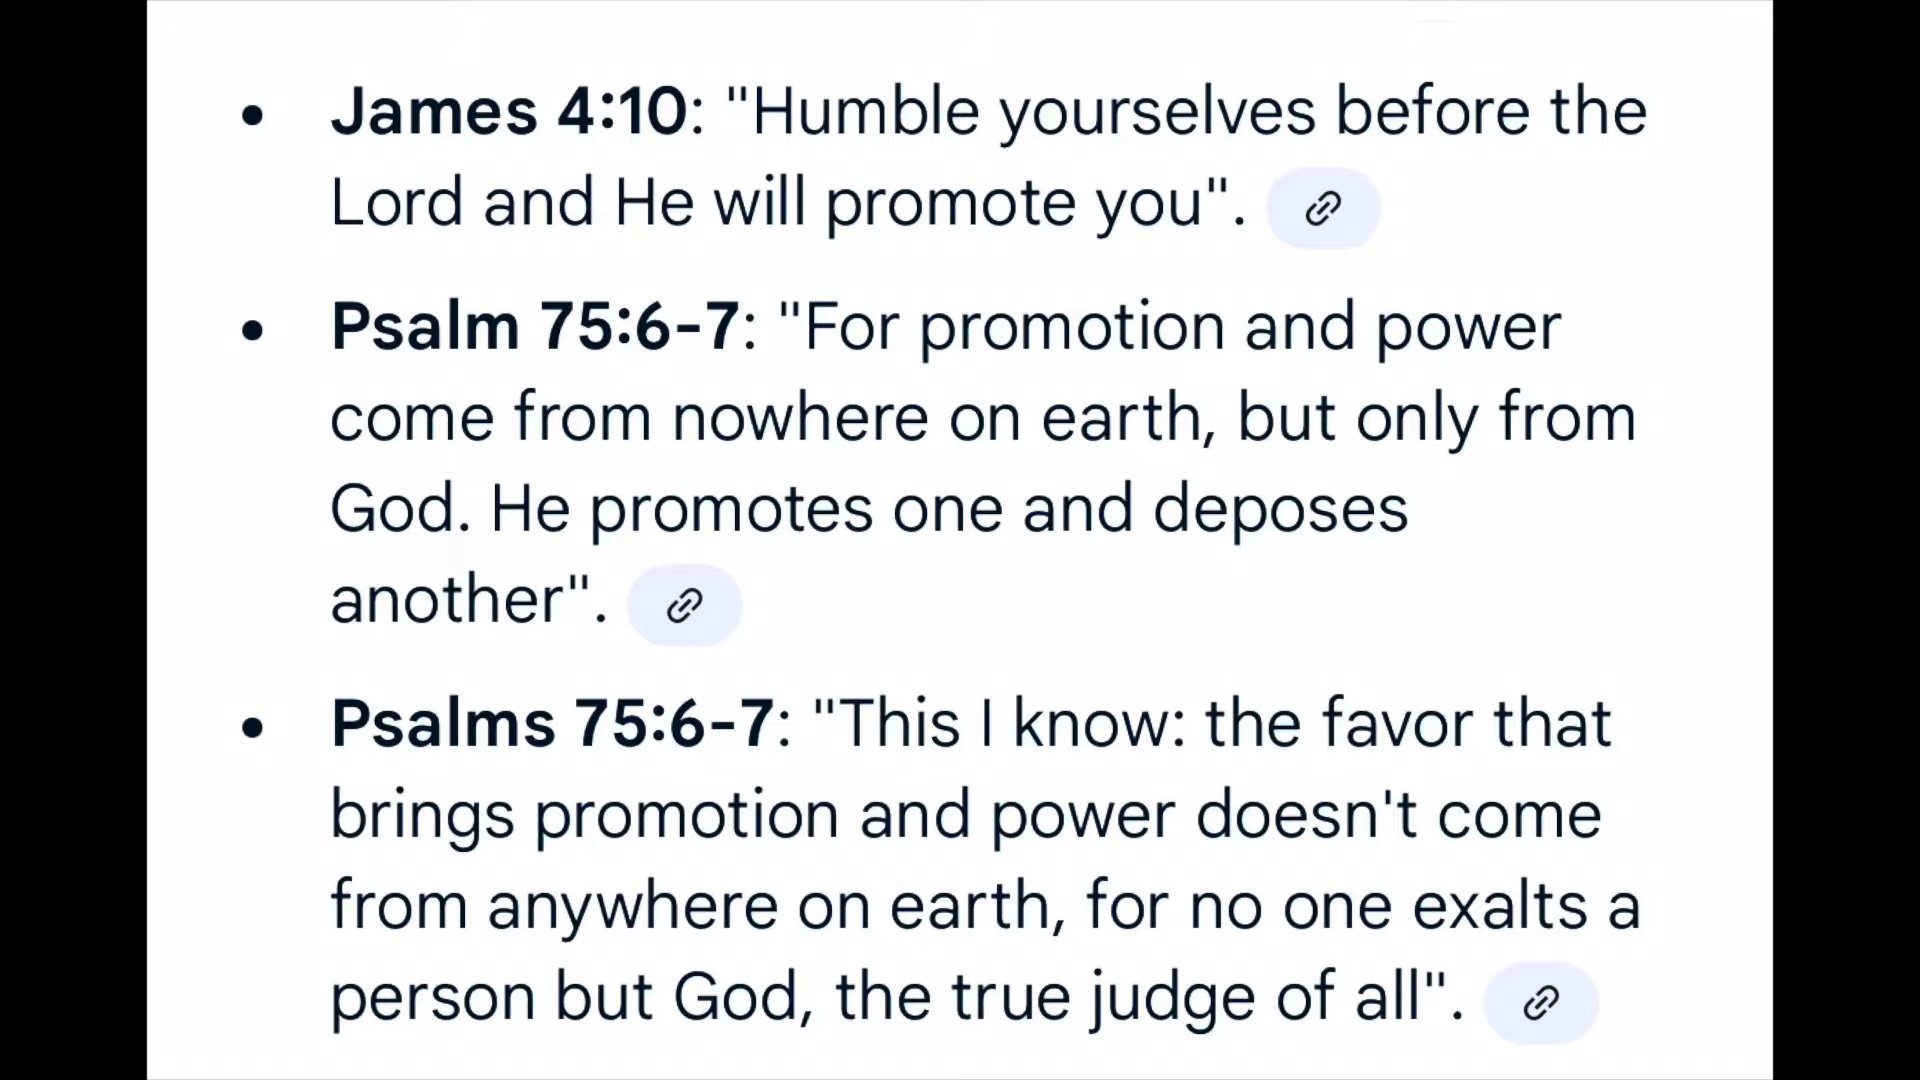 • James 4:10: "Humble yourselves before the
Lord and He will promote you".
• Psalm 75:6-7: "For promotion and power
come from nowhere on earth, but only from
God. He promotes one and deposes
another".
• Psalms 75:6-7: "This I know: the favor that
brings promotion and power doesn't come
from anywhere on earth, for no one exalts a
person but God, the true judge of all".